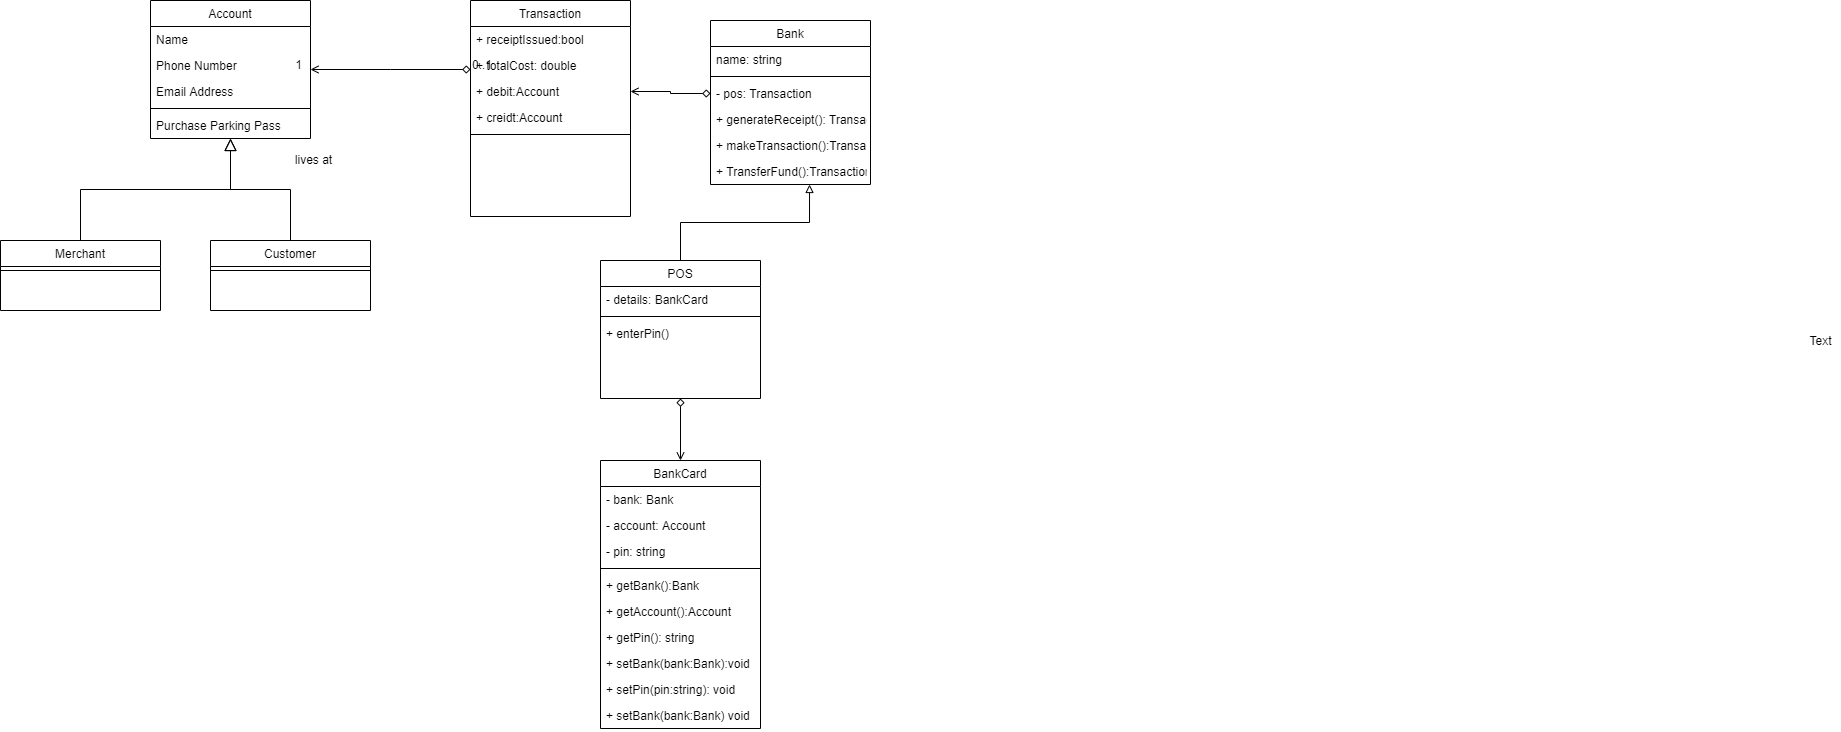 Account
Name
Phone Number
1
Email Address
Purchase Parking Pass
lives at
Merchant
Customer
Transaction
+ receiptIssued:bool
0..1
+ totalCost: double
+ debit:Account
+ creidt:Account
Bank
name: string
- pos: Transaction
+ generateReceipt(): Transa
+ makeTransaction():Transa
+ TransferFund():Transaction
POS
- details: BankCard
+ enterPin()
Text
BankCard
- bank: Bank
- account: Account
- pin: string
+ getBank():Bank
+ getAccount():Account
+ getPin(): string
+ setBank(bank:Bank):void
+ setPin(pin:string): void
+ setBank(bank:Bank) void